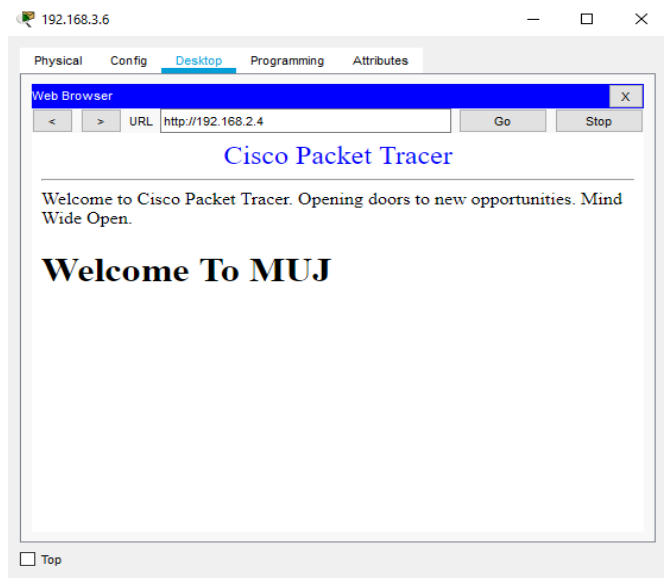 192.168.3.6
Physical Config Desktop Programming Attributes
Web Browser X
< > URL http://192.168.2.4 Go Stop
Cisco Packet Tracer
Welcome to Cisco Packet Tracer. Opening doors to new opportunities. Mind
Wide Open.
Welcome To MUJ
Top